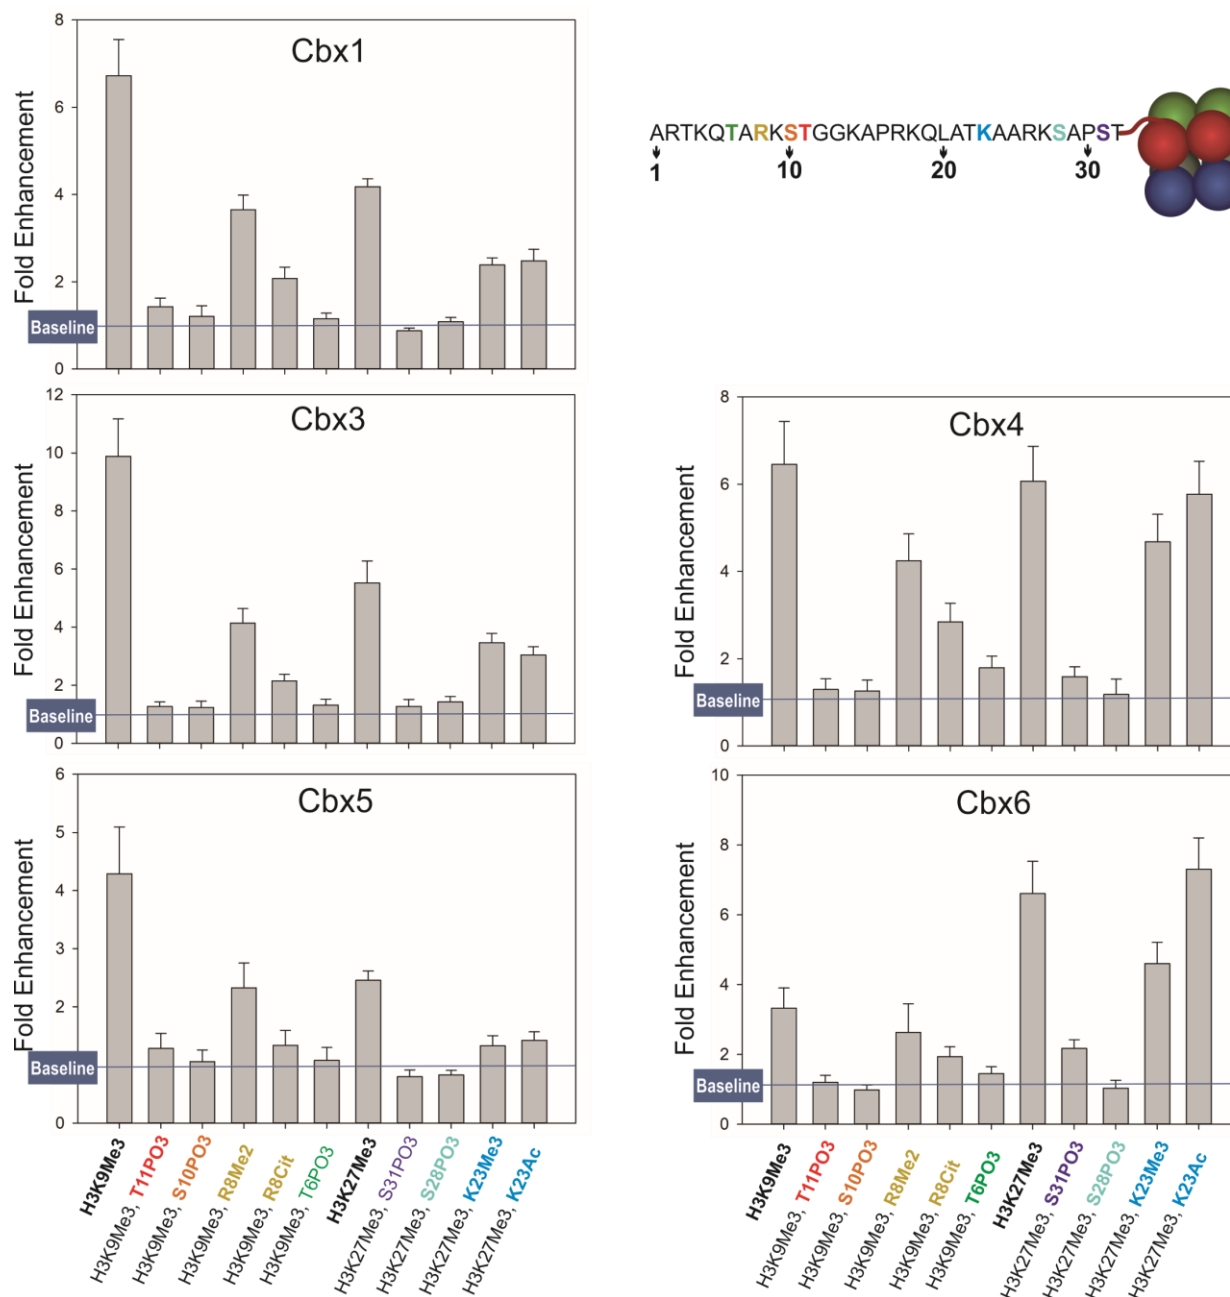 Cbx1
Fold Enhancement
8
6
4
2
0
Baseline
ARTKQTARKSTGGKAPRKQLATKAARKSAPST
1 10 20 30
Cbx3
Fold Enhancement
12
10
8
6
4
2
0
Baseline
Cbx4
Fold Enhancement
8
6
4
2
0
Baseline
Cbx5
Fold Enhancement
6
5
4
3
2
1
0
Baseline
Cbx6
Fold Enhancement
10
8
6
4
2
0
Baseline
H3K9Me3
H3K9Me3, T11PO3
H3K9Me3, S10PO3
H3K9Me3, R8Me2
H3K9Me3, R8Cit
H3K9Me3, T6PO3
H3K27Me3
H3K27Me3, S31PO3
H3K27Me3, S28PO3
H3K27Me3, K23Me3
H3K27Me3, K23Ac
H3K9Me3
H3K9Me3, T11PO3
H3K9Me3, S10PO3
H3K9Me3, R8Me2
H3K9Me3, R8Cit
H3K9Me3, T6PO3
H3K27Me3
H3K27Me3, S31PO3
H3K27Me3, S28PO3
H3K27Me3, K23Me3
H3K27Me3, K23Ac